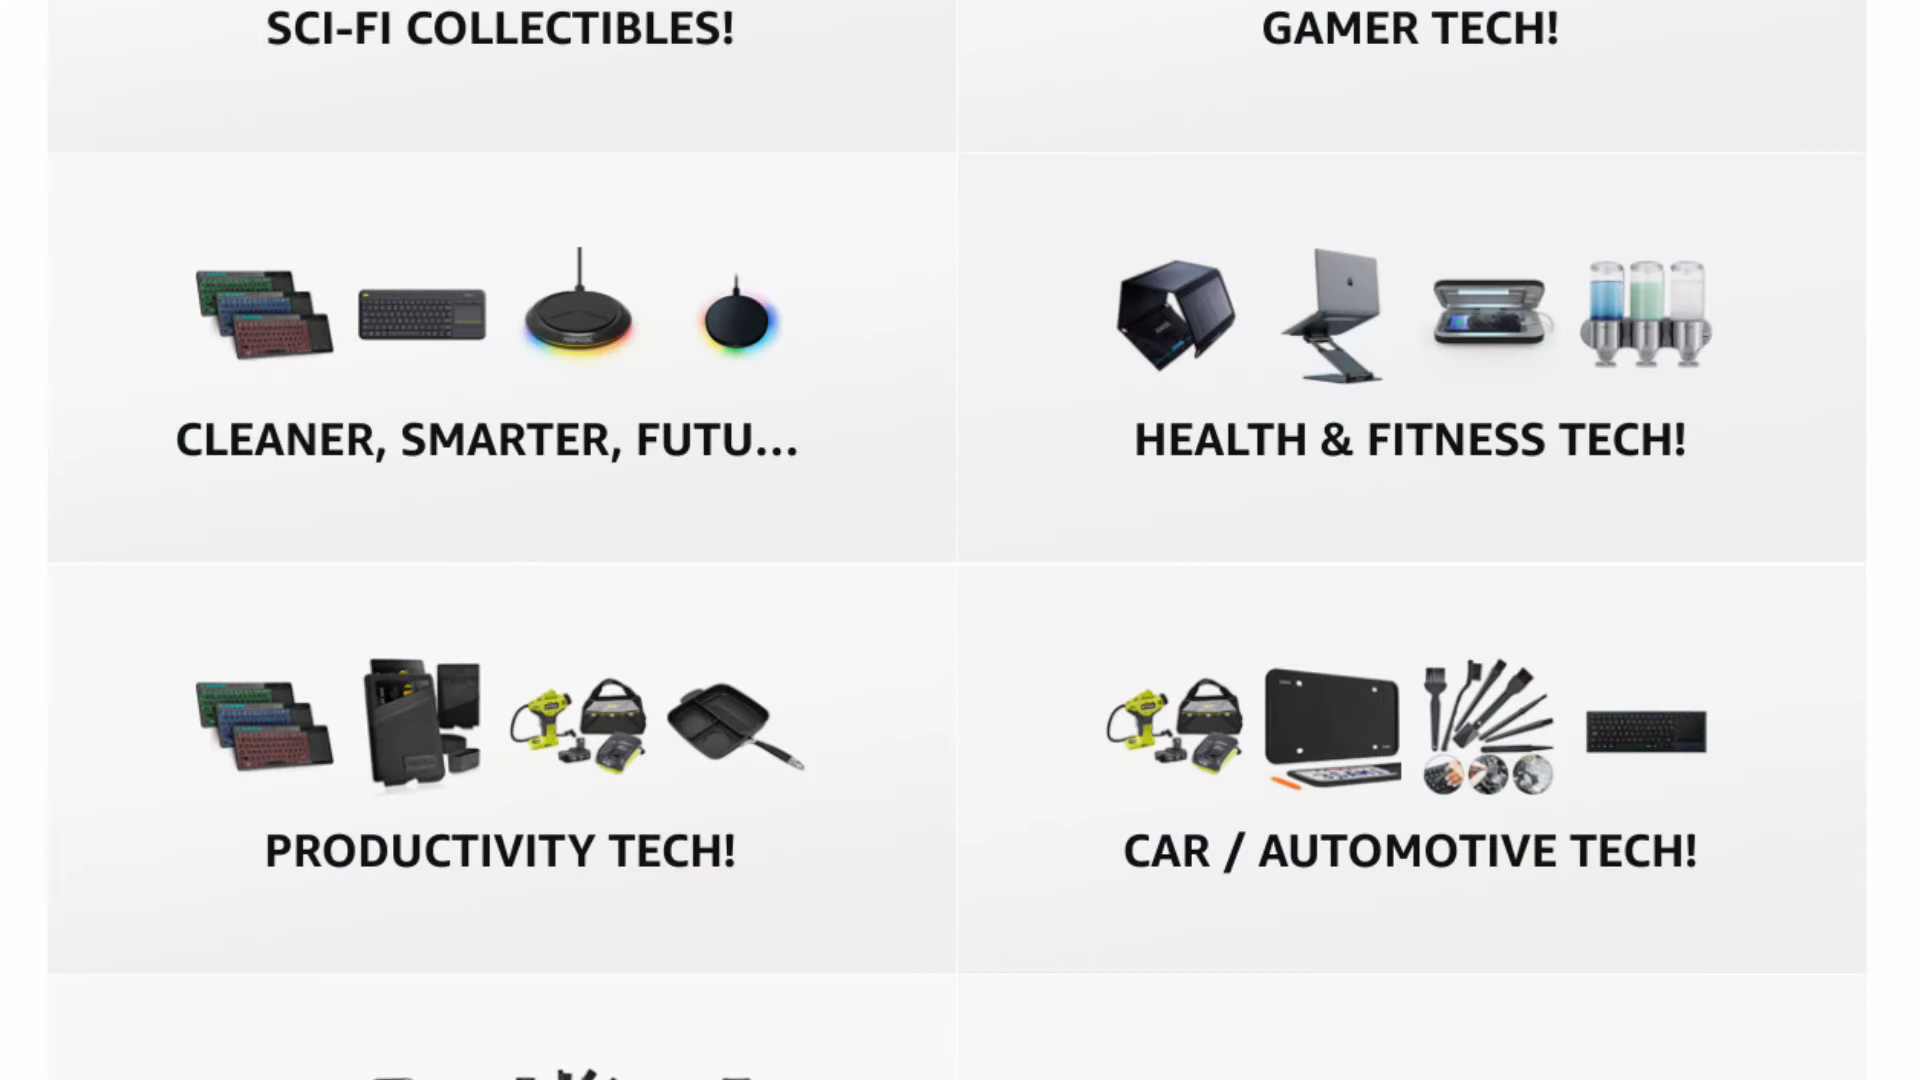 SCI-FI COLLECTIBLES!
GAMER TECH!
CLEANER, SMARTER, FUTU...
HEALTH & FITNESS TECH!
PRODUCTIVITY TECH!
CAR / AUTOMOTIVE TECH!